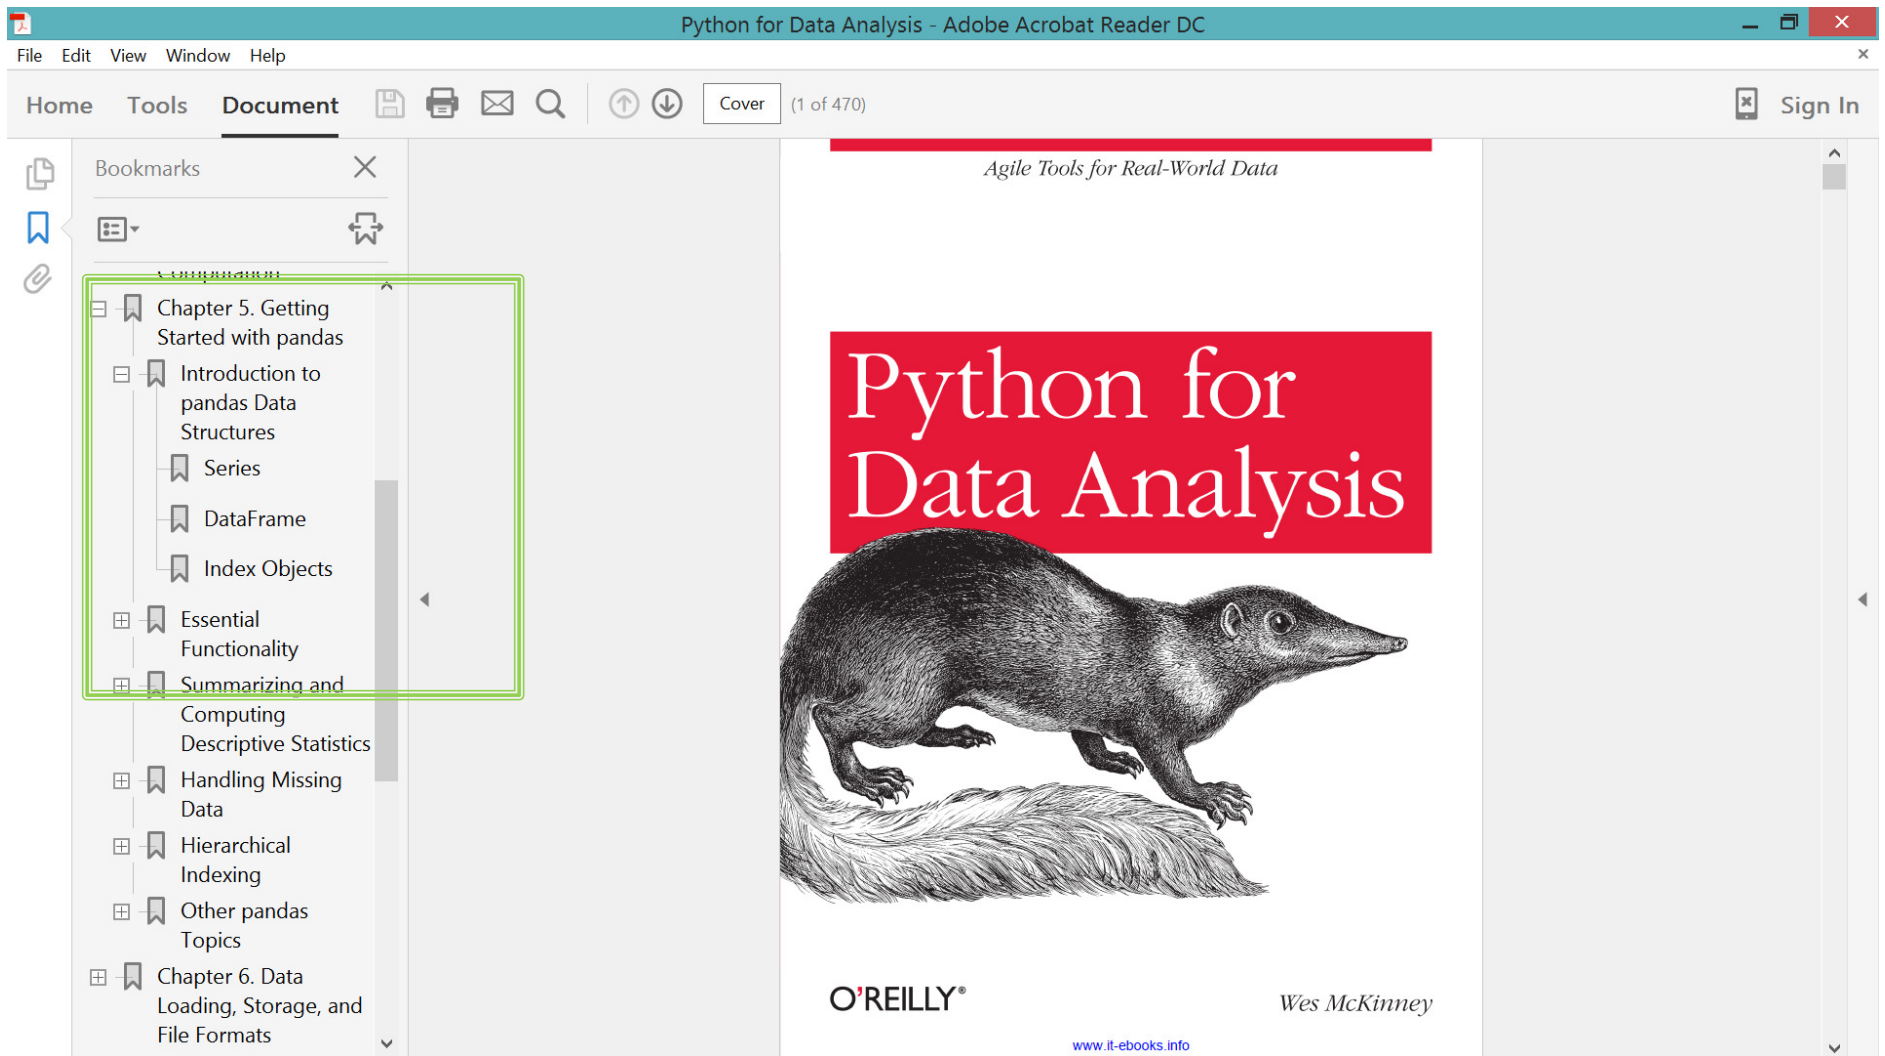 Python for Data Analysis - Adobe Acrobat Reader DC
File Edit View Window Help
Home Tools Document Cover (1 of 470) Sign In
Bookmarks
Computation
Chapter 5. Getting
Started with pandas
Introduction to
pandas Data
Structures
Series
DataFrame
Index Objects
Essential
Functionality
Summarizing and
Computing
Descriptive Statistics
Handling Missing
Data
Hierarchical
Indexing
Other pandas
Topics
Chapter 6. Data
Loading, Storage, and
File Formats
Agile Tools for Real-World Data
Python for
Data Analysis
O'REILLY®
Wes McKinney
www.it-ebooks.info